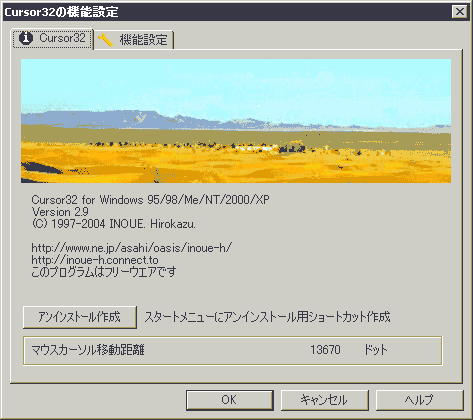 Cursor32の機能設定
Cursor32
機能設定
Cursor32 for Windows 95/98/Me/NT/2000/XP
Version 2.9
(C) 1997-2004 INOUE. Hirokazu.
http://www.ne.jp/asahi/oasis/inoue-h/
http://inoue-h.connect.to
このプログラムはフリーウエアです
アンインストール作成 スタートメニューにアンインストール用ショートカット作成
マウスカーソル移動距離 13670 ドット
OK キャンセル ヘルプ